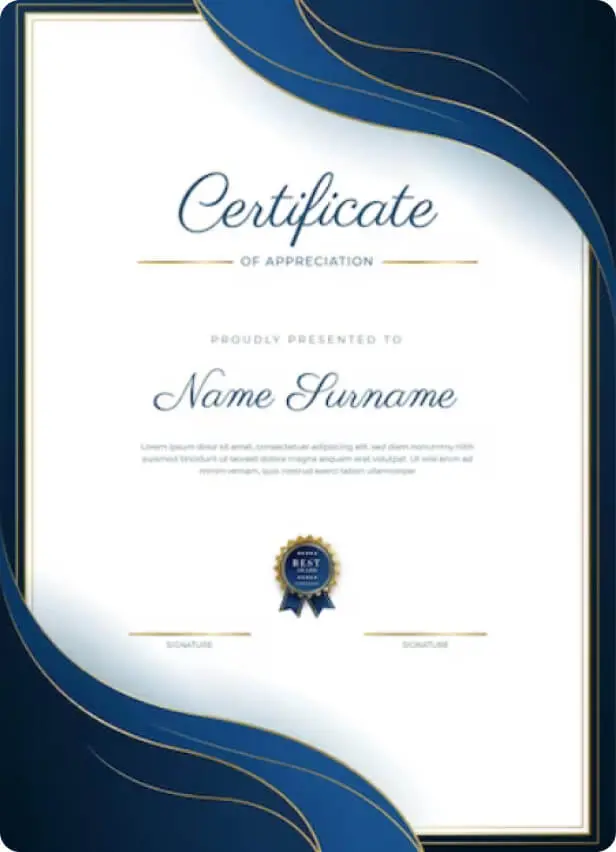 Certificate
OF APPRECIATION
PROUDLY PRESENTED TO
Name Surname
Lorem ipsum dolor sit amet, consectetuer adipiscing elit, sed diam nonummy nibh
euismod tincidunt ut laoreet dolore magna aliquam erat volutpat. Ut wisi enim ad
minim veniam, quis nostrud exerci tation ullamcorper
BEST
SIGNATURE SIGNATURE